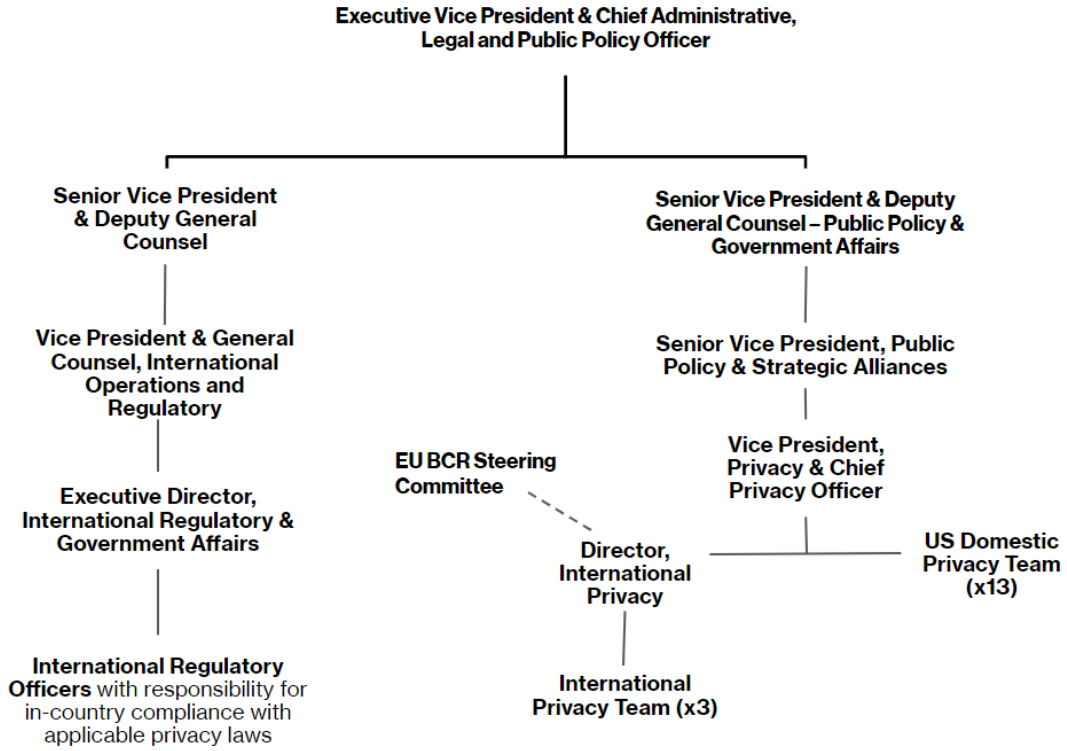 Executive Vice President & Chief Administrative,
Legal and Public Policy Officer
Senior Vice President
& Deputy General
Counsel
Senior Vice President & Deputy
General Counsel – Public Policy &
Government Affairs
Vice President & General
Counsel, International
Operations and
Regulatory
Senior Vice President, Public
Policy & Strategic Alliances
Vice President,
Privacy & Chief
Privacy Officer
EU BCR Steering
Committee
Executive Director,
International Regulatory &
Government Affairs
Director,
International
Privacy
US Domestic
Privacy Team
(x13)
International Regulatory
Officers with responsibility for
in-country compliance with
applicable privacy laws
International
Privacy Team (x3)